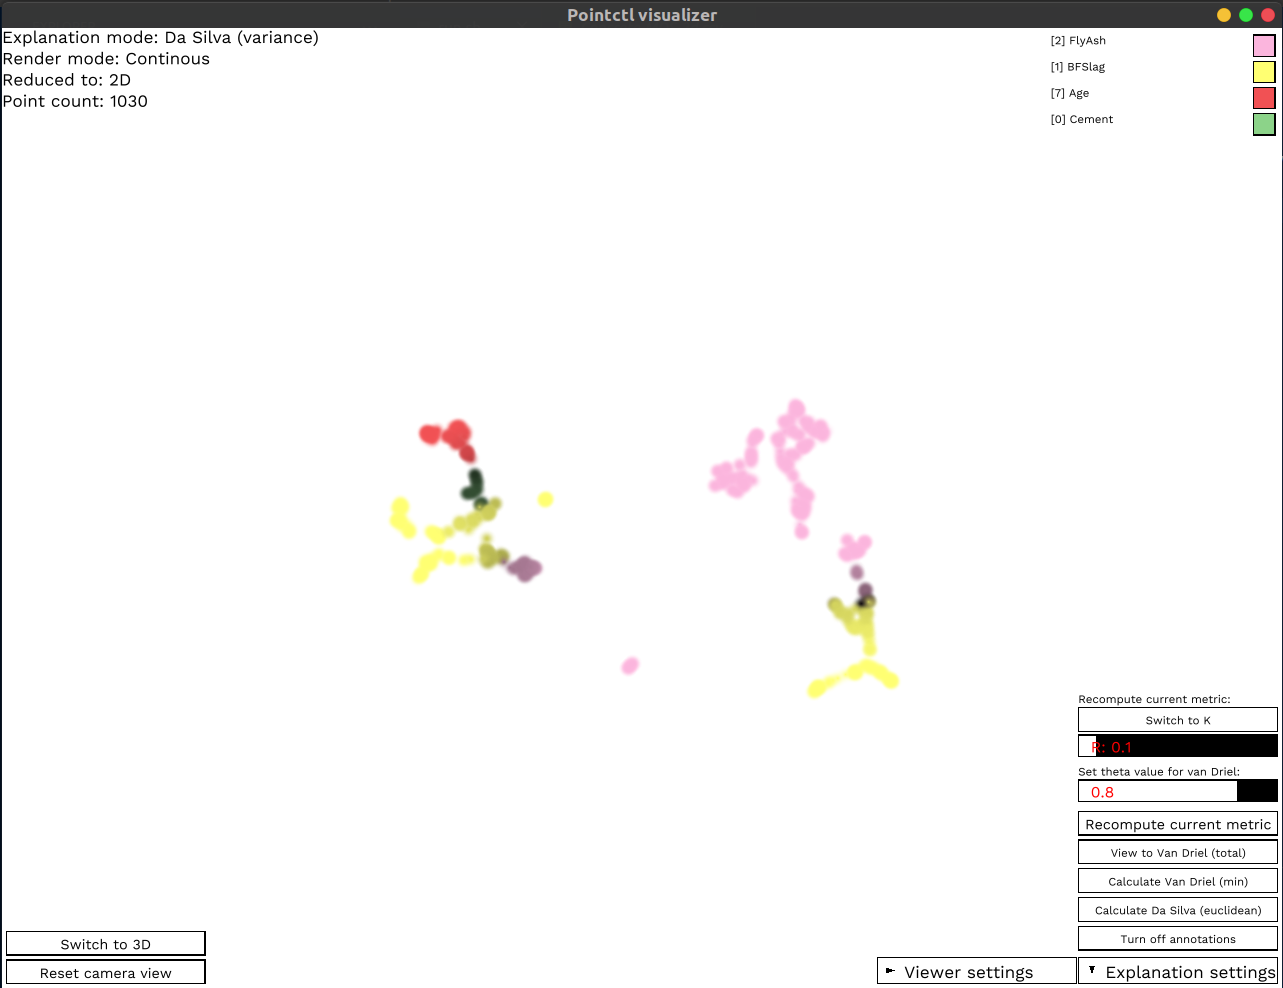 Pointctl visualizer
Explanation mode: Da Silva (variance)
Render mode: Continous
Reduced to: 2D
Point count: 1030
[2] FlyAsh
[1] BFSlag
[7] Age
[0] Cement
Recompute current metric:
Switch to K
R: 0.1
Set theta value for van Driel:
0.8
Recompute current metric
View to Van Driel (total)
Calculate Van Driel (min)
Calculate Da Silva (euclidean)
Turn off annotations
Switch to 3D
Reset camera view
Viewer settings
Explanation settings